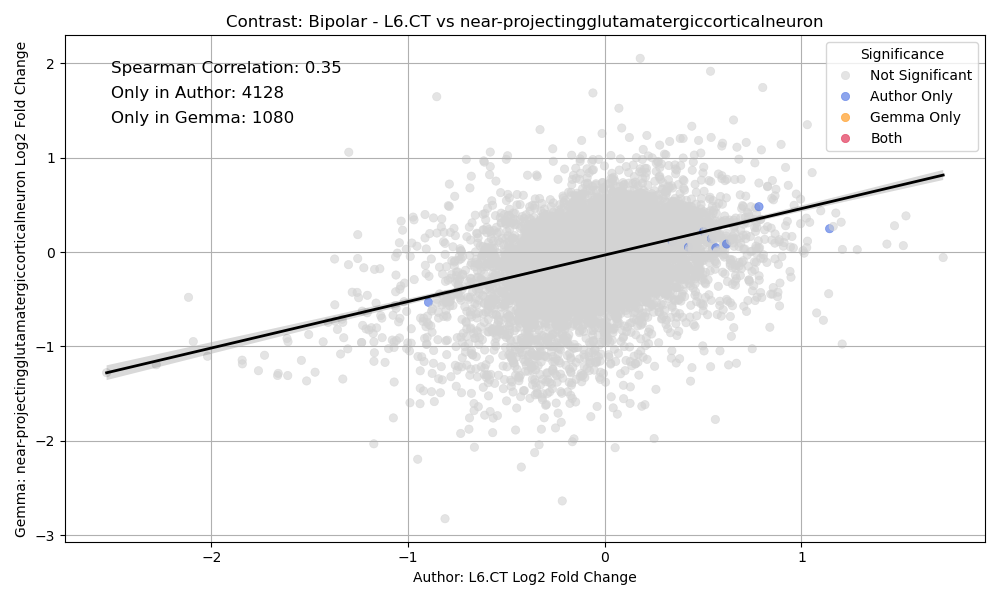 Contrast: Bipolar - L6.CT vs near-projectingglutamatergiccorticalneuron
Spearman Correlation: 0.35
Only in Author: 4128
Only in Gemma: 1080
Significance
Not Significant
Author Only
Gemma Only
Both
Gemma: near-projectingglutamatergiccorticalneuron Log2 Fold Change
2
1
0
−1
−2
−3
−2
−1
0
1
Author: L6.CT Log2 Fold Change